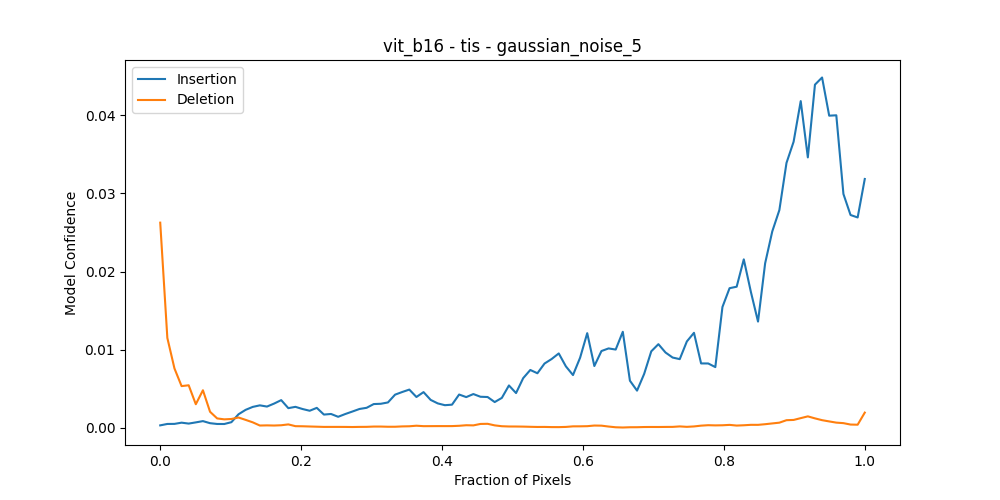 vit_b16 - tis - gaussian_noise_5
Insertion
Deletion
Model Confidence
0.04
0.03
0.02
0.01
0.00
0.0 0.2 0.4 0.6 0.8 1.0
Fraction of Pixels